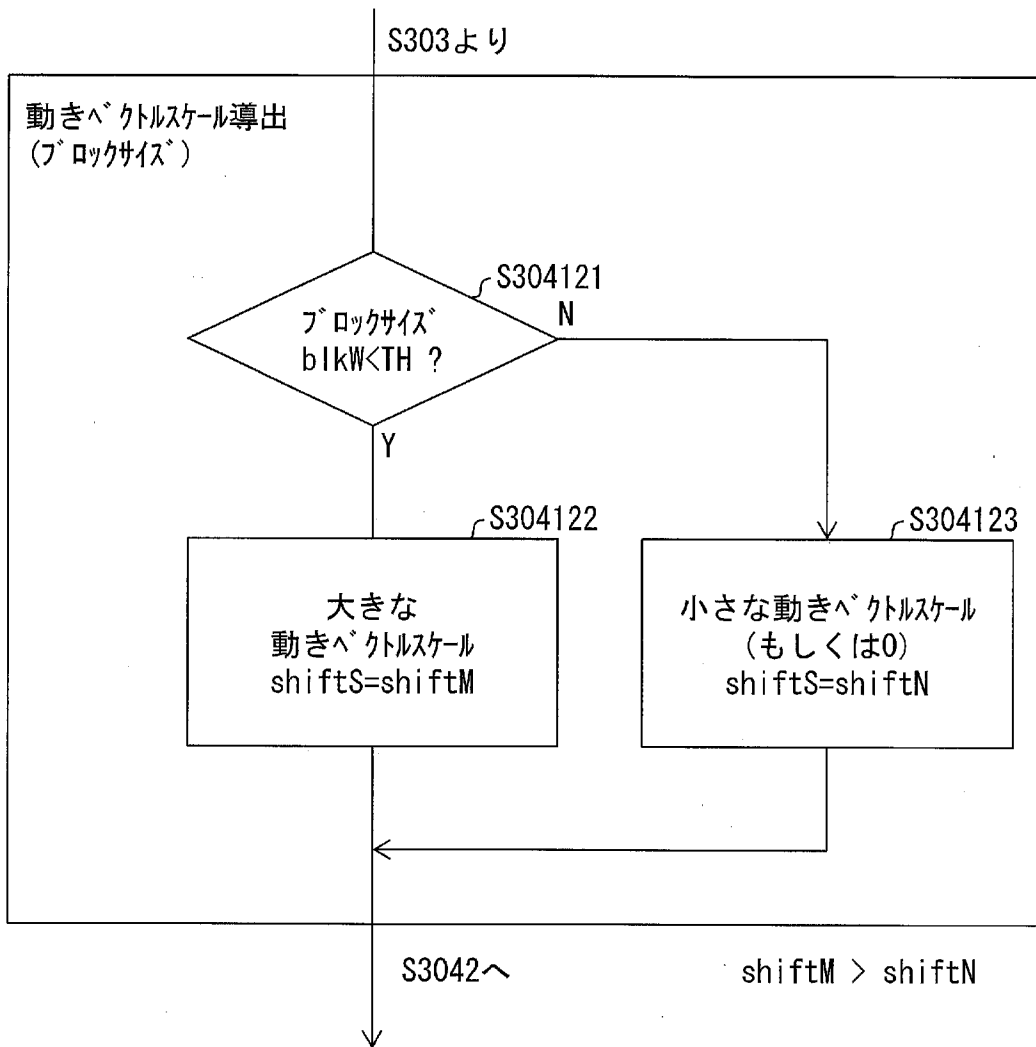 S303より
動きベクトルスケール導出
(ブロックサイズ)
S304121
ブロックサイズ
blkW<TH ?
N
Y
S304122
大きな
動きベクトルスケール
shiftS=shiftM
S304123
小さな動きベクトルスケール
(もしくは0)
shiftS=shiftN
S3042へ
shiftM > shiftN